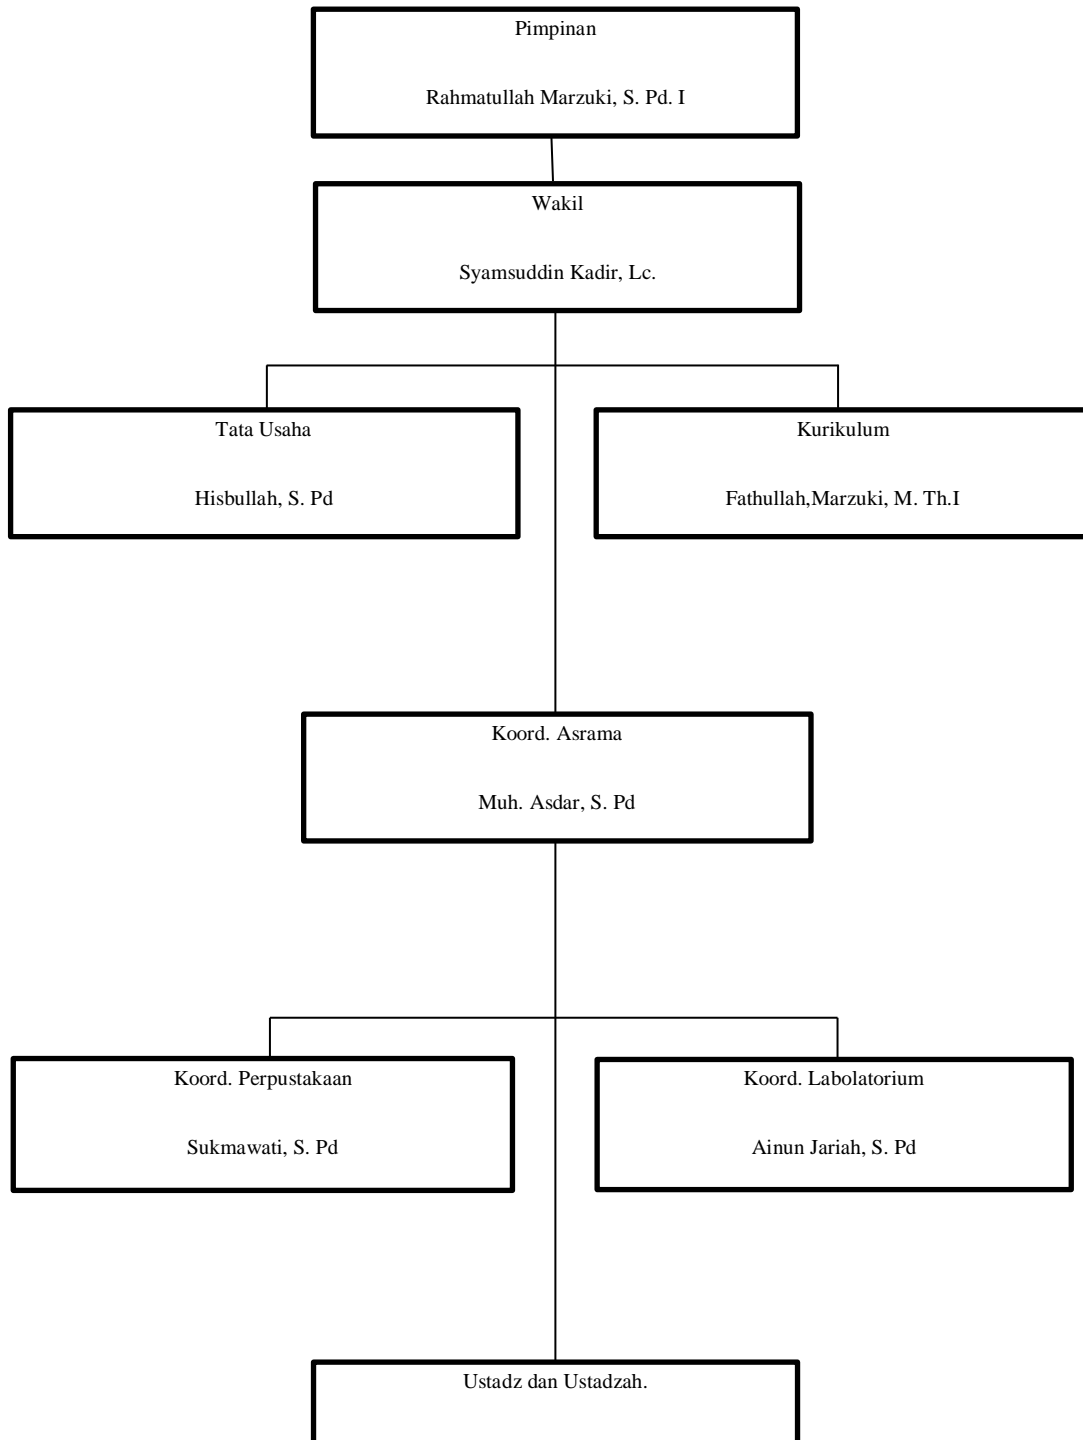 Pimpinan
Rahmatullah Marzuki, S. Pd. I
Wakil
Syamsuddin Kadir, Lc.
Tata Usaha
Hisbullah, S. Pd
Kurikulum
Fathullah,Marzuki, M. Th.I
Koord. Asrama
Muh. Asdar, S. Pd
Koord. Perpustakaan
Sukmawati, S. Pd
Koord. Labolatorium
Ainun Jariah, S. Pd
Ustadz dan Ustadzah.